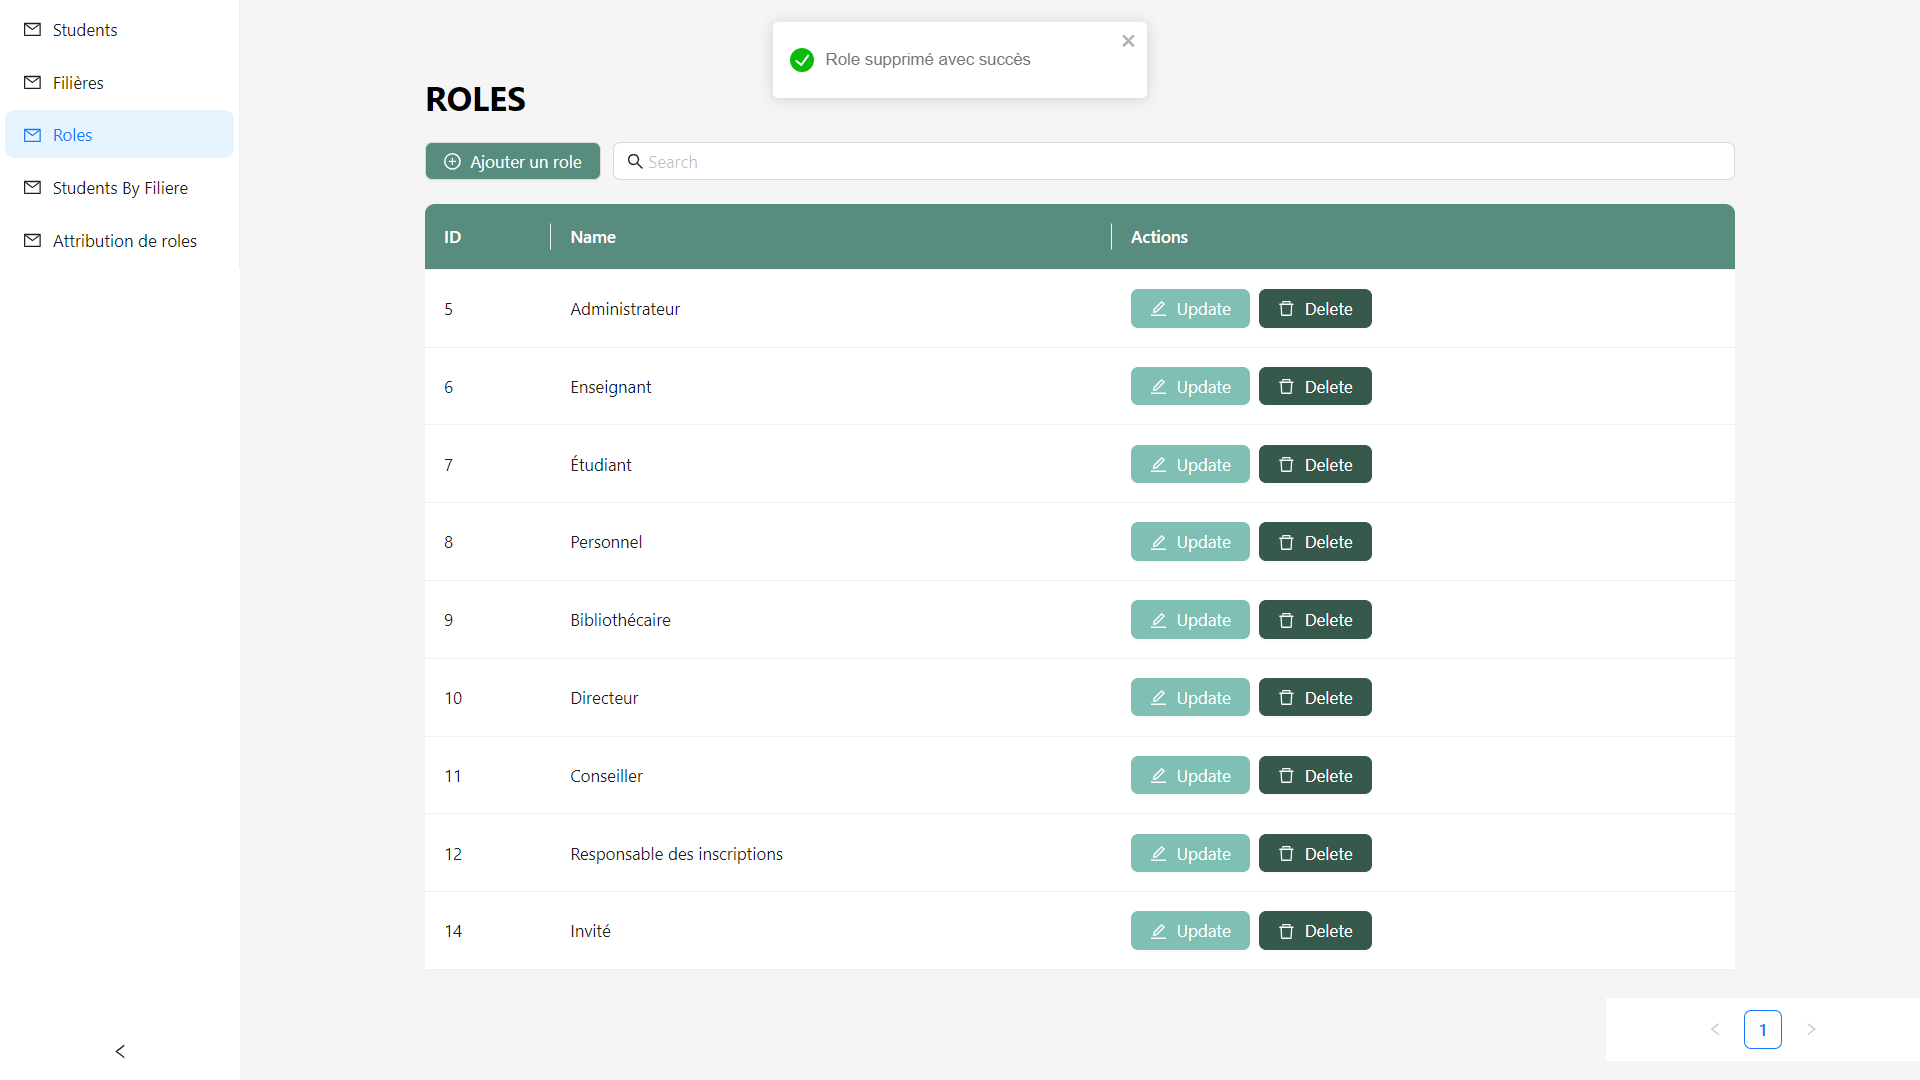 Students
Filières
Roles
Students By Filiere
Attribution de roles
Role supprimé avec succès
ROLES
Ajouter un role
Search
ID Name Actions
5 Administrateur Update Delete
6 Enseignant Update Delete
7 Étudiant Update Delete
8 Personnel Update Delete
9 Bibliothécaire Update Delete
10 Directeur Update Delete
11 Conseiller Update Delete
12 Responsable des inscriptions Update Delete
14 Invité Update Delete
1